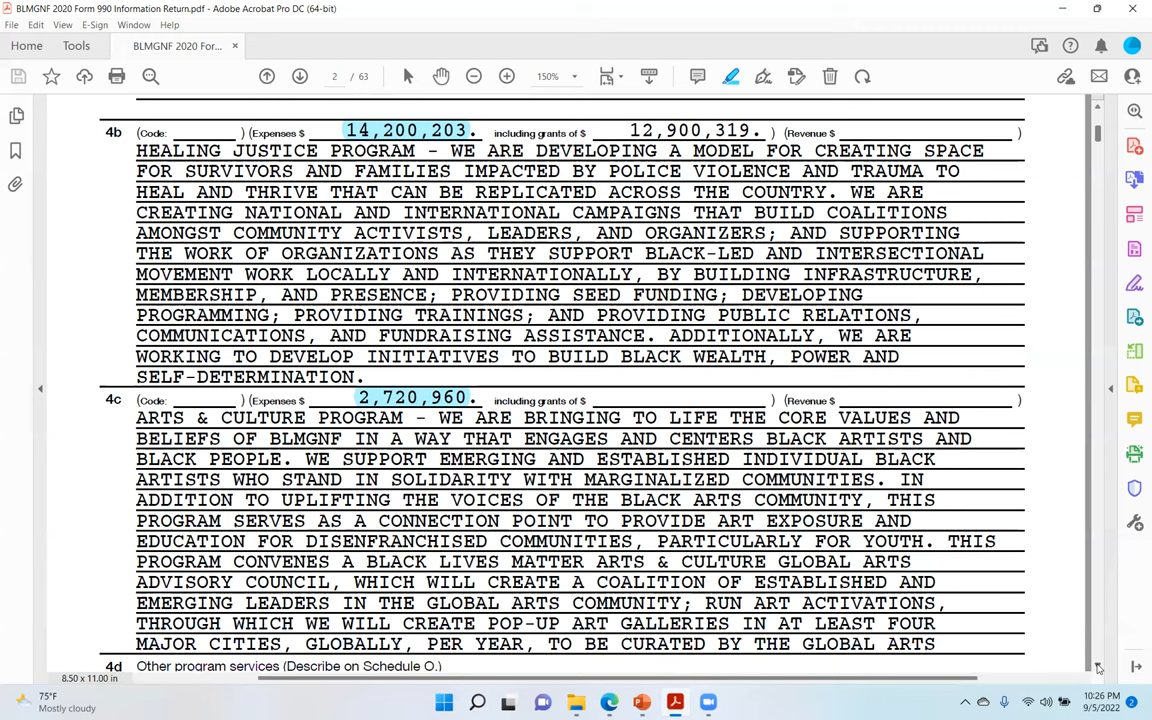 BLMGNF 2020 Form 990 Information Return.pdf - Adobe Acrobat Pro DC (64-bit)
File Edit View E-Sign Window Help
Home Tools BLMGNF 2020 For... ×
2 / 63 150%
4b (Code: ) (Expenses $ 14,200,203. including grants of $ 12,900,319. ) (Revenue $ )
HEALING JUSTICE PROGRAM - WE ARE DEVELOPING A MODEL FOR CREATING SPACE
FOR SURVIVORS AND FAMILIES IMPACTED BY POLICE VIOLENCE AND TRAUMA TO
HEAL AND THRIVE THAT CAN BE REPLICATED ACROSS THE COUNTRY. WE ARE
CREATING NATIONAL AND INTERNATIONAL CAMPAIGNS THAT BUILD COALITIONS
AMONGST COMMUNITY ACTIVISTS, LEADERS, AND ORGANIZERS; AND SUPPORTING
THE WORK OF ORGANIZATIONS AS THEY SUPPORT BLACK-LED AND INTERSECTIONAL
MOVEMENT WORK LOCALLY AND INTERNATIONALLY, BY BUILDING INFRASTRUCTURE,
MEMBERSHIP, AND PRESENCE; PROVIDING SEED FUNDING; DEVELOPING
PROGRAMMING; PROVIDING TRAININGS; AND PROVIDING PUBLIC RELATIONS,
COMMUNICATIONS, AND FUNDRAISING ASSISTANCE. ADDITIONALLY, WE ARE
WORKING TO DEVELOP INITIATIVES TO BUILD BLACK WEALTH, POWER AND
SELF-DETERMINATION.
4c (Code: ) (Expenses $ 2,720,960. including grants of $ ) (Revenue $ )
ARTS & CULTURE PROGRAM - WE ARE BRINGING TO LIFE THE CORE VALUES AND
BELIEFS OF BLMGNF IN A WAY THAT ENGAGES AND CENTERS BLACK ARTISTS AND
BLACK PEOPLE. WE SUPPORT EMERGING AND ESTABLISHED INDIVIDUAL BLACK
ARTISTS WHO STAND IN SOLIDARITY WITH MARGINALIZED COMMUNITIES. IN
ADDITION TO UPLIFTING THE VOICES OF THE BLACK ARTS COMMUNITY, THIS
PROGRAM SERVES AS A CONNECTION POINT TO PROVIDE ART EXPOSURE AND
EDUCATION FOR DISENFRANCHISED COMMUNITIES, PARTICULARLY FOR YOUTH. THIS
PROGRAM CONVENES A BLACK LIVES MATTER ARTS & CULTURE GLOBAL ARTS
ADVISORY COUNCIL, WHICH WILL CREATE A COALITION OF ESTABLISHED AND
EMERGING LEADERS IN THE GLOBAL ARTS COMMUNITY; RUN ART ACTIVATIONS,
THROUGH WHICH WE WILL CREATE POP-UP ART GALLERIES IN AT LEAST FOUR
MAJOR CITIES, GLOBALLY, PER YEAR, TO BE CURATED BY THE GLOBAL ARTS
4d Other program services (Describe on Schedule O.)
8.50 x 11.00 in
75°F
Mostly cloudy
10:26 PM
9/5/2022
2